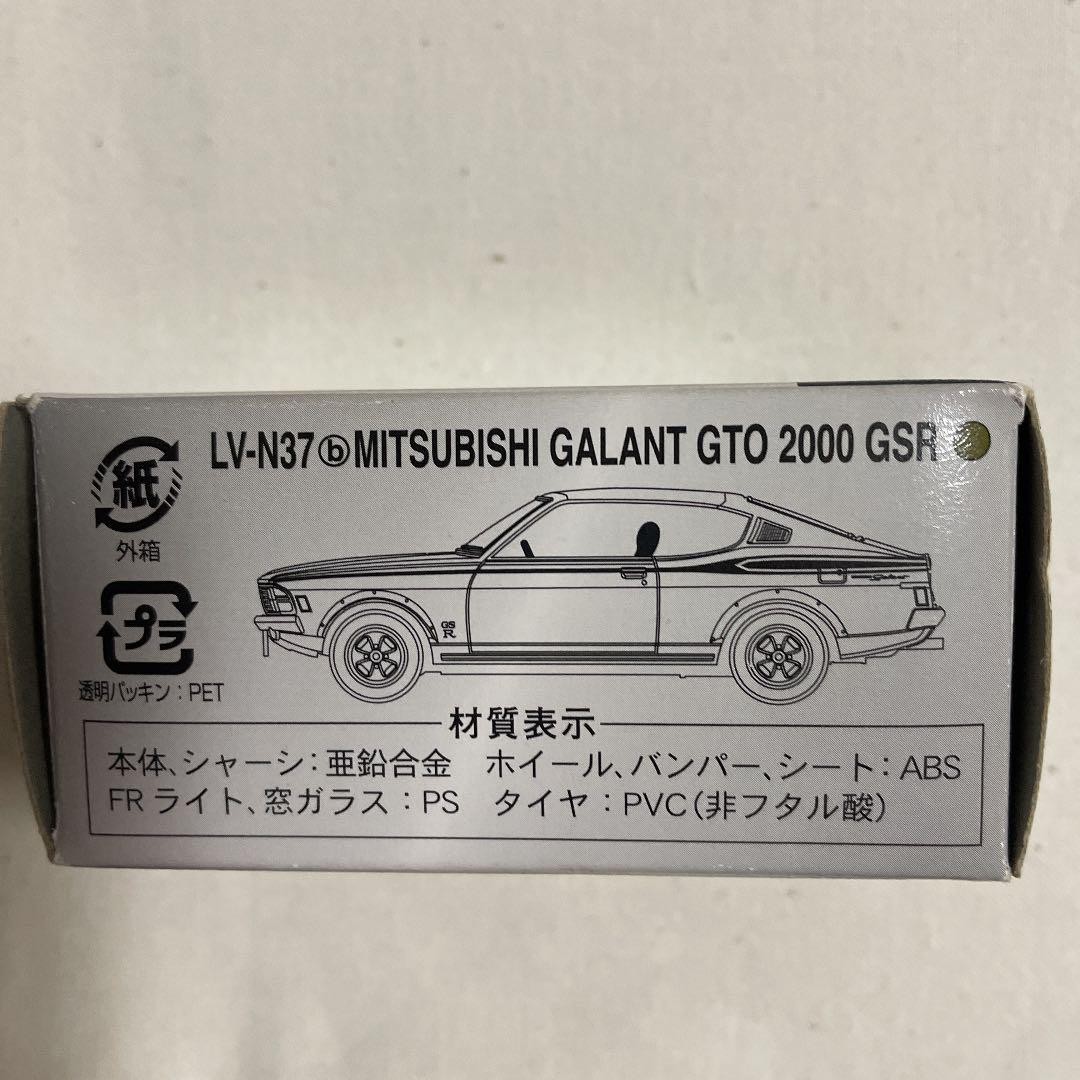 LV-N37ⓑMITSUBISHI GALANT GTO 2000 GSR
紙
外箱
プラ
透明パッキン：PET
GS
R
材質表示
本体、シャーシ：亜鉛合金　ホイール、バンパー、シート：ABS
FRライト、窓ガラス：PS　タイヤ：PVC（非フタル酸）